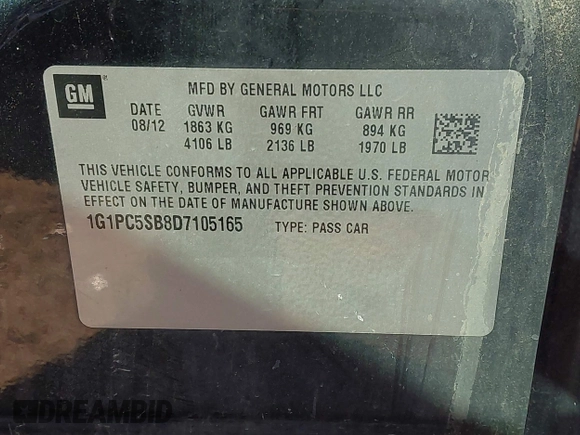 GM
MFD BY GENERAL MOTORS LLC
DATE GVWR GAWR FRT GAWR RR
08/12 1863 KG 969 KG 894 KG
4106 LB 2136 LB 1970 LB
THIS VEHICLE CONFORMS TO ALL APPLICABLE U.S. FEDERAL MOTOR
VEHICLE SAFETY, BUMPER, AND THEFT PREVENTION STANDARDS IN
EFFECT ON THE DATE OF MANUFACTURE SHOWN ABOVE.
1G1PC5SB8D7105165 TYPE: PASS CAR
DREAMBID